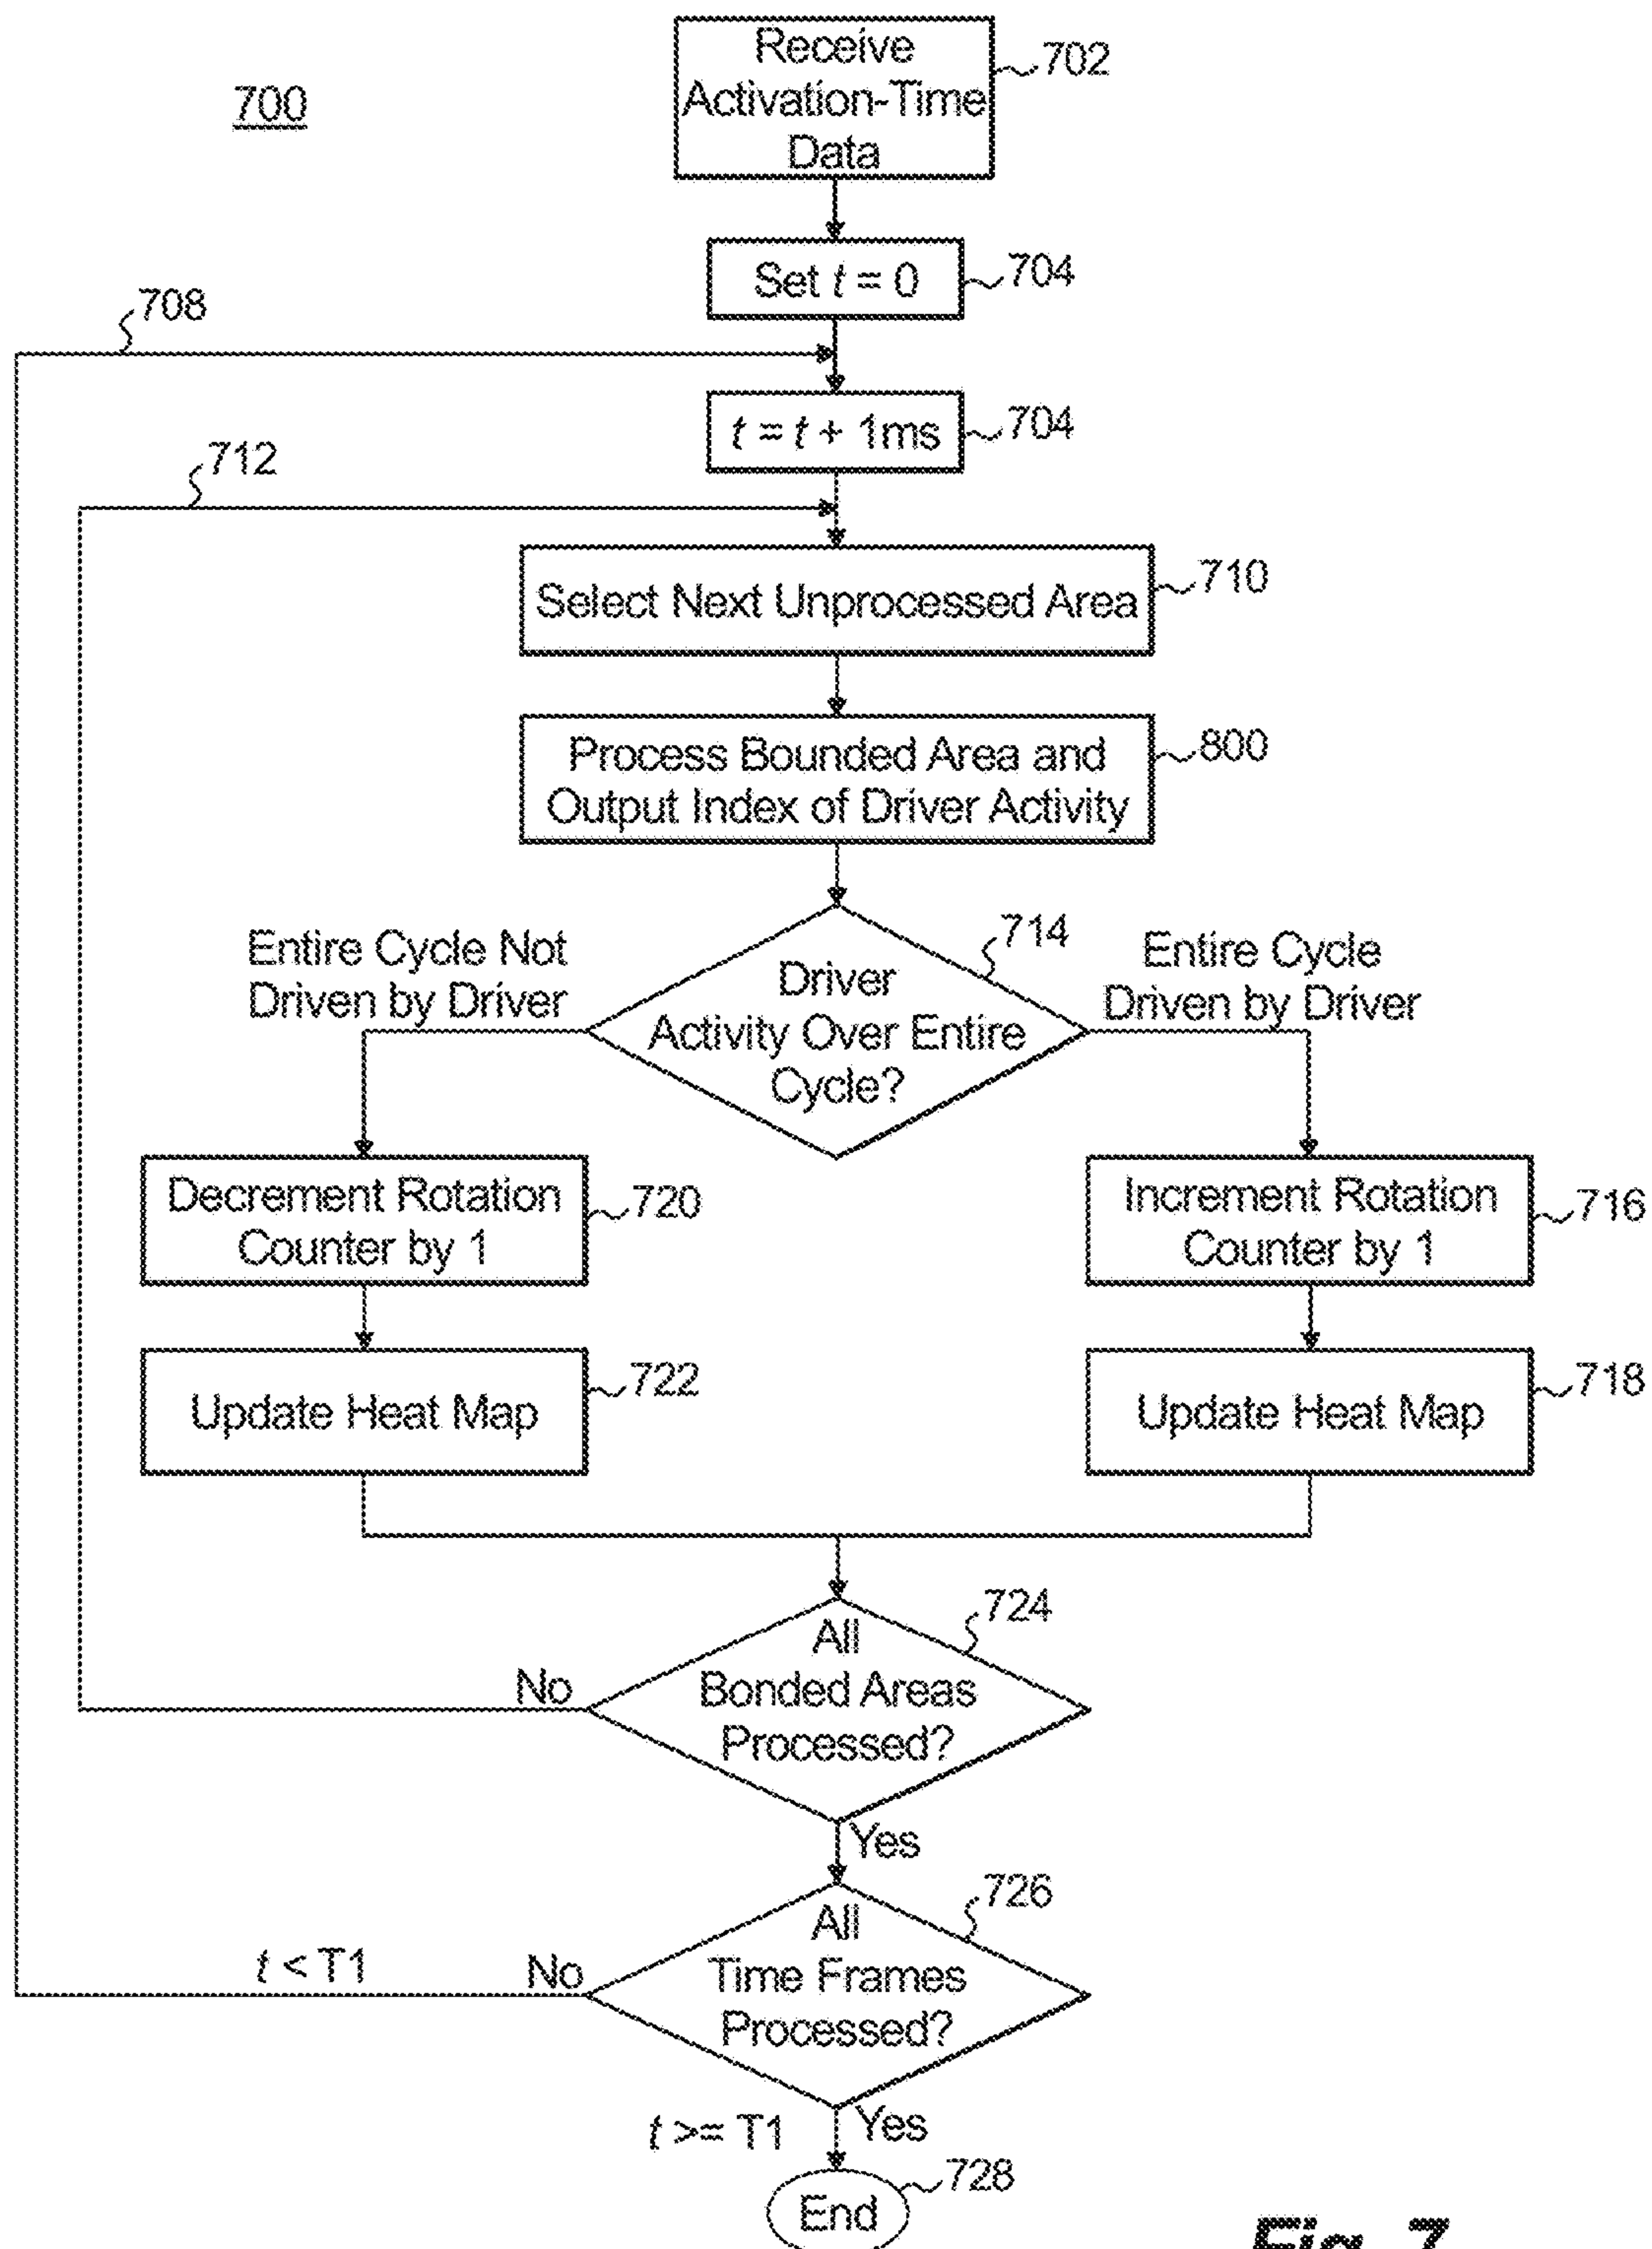 700
Receive
Activation-Time
Data
702
Set t = 0
704
708
t = t + 1ms
704
712
Select Next Unprocessed Area
710
Process Bounded Area and
Output Index of Driver Activity
800
Entire Cycle Not
Driven by Driver
Driver
Activity Over Entire
Cycle?
714
Entire Cycle
Driven by Driver
Decrement Rotation
Counter by 1
720
Increment Rotation
Counter by 1
716
Update Heat Map
722
Update Heat Map
718
All
Bonded Areas
Processed?
724
No
Yes
All
Time Frames
Processed?
726
t < T1
No
t >= T1
Yes
End
728
Fig. 7